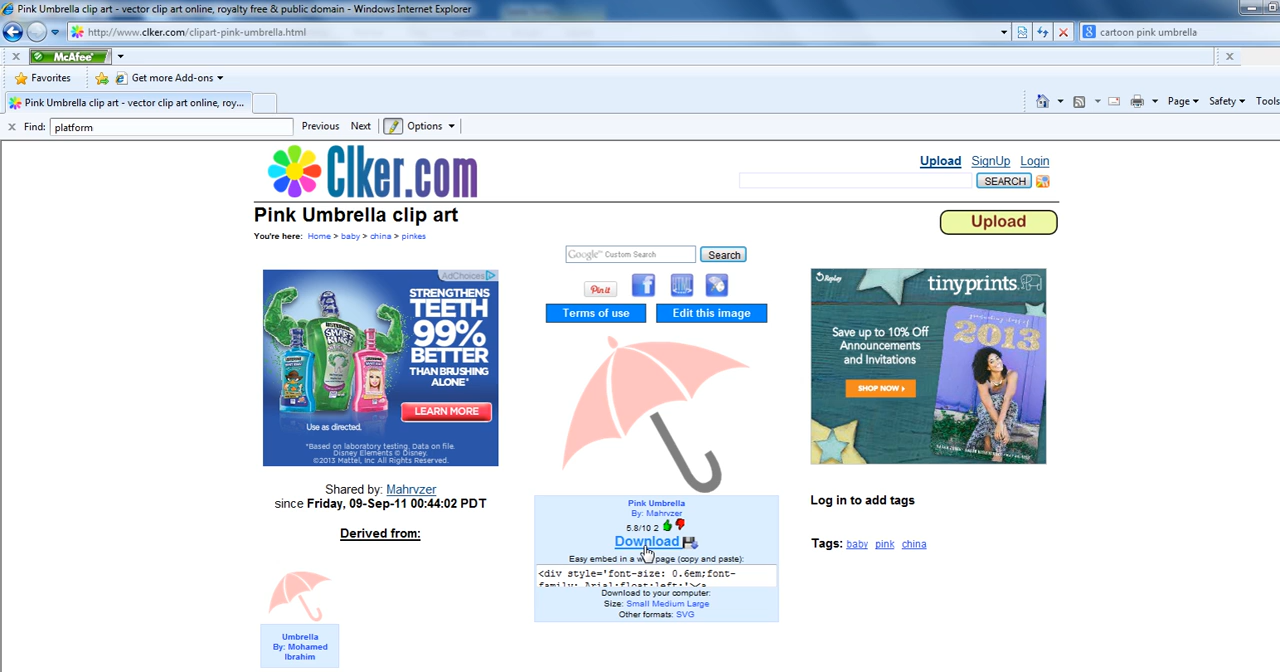 Pink Umbrella clip art - vector clip art online, royalty free & public domain - Windows Internet Explorer
http://www.clker.com/clipart-pink-umbrella.html
cartoon pink umbrella
x McAfee x
Favorites Get more Add-ons
Pink Umbrella clip art - vector clip art online, roy...
Page Safety Tools
x Find: platform Previous Next Options
Clker.com
Upload SignUp Login
SEARCH
Pink Umbrella clip art
Upload
You're here: Home > baby > china > pinkes
Google™ Custom Search Search
Pin it
Terms of use Edit this image
AdChoices
STRENGTHENS
TEETH
99%
BETTER
THAN BRUSHING
ALONE*
LEARN MORE
Use as directed.
*Based on laboratory testing. Data on file.
Disney Elements © Disney.
©2013 Mattel, Inc All Rights Reserved.
Replay tinyprints.
2013
Save up to 10% Off
Announcements
and Invitations
SHOP NOW
Shared by: Mahrvzer
since Friday, 09-Sep-11 00:44:02 PDT
Derived from:
Umbrella
By: Mohamed
Ibrahim
Pink Umbrella
By: Mahrvzer
5.8/10 2
Download
Easy embed in a web page (copy and paste):
<div style='font-size: 0.6em;font-
family: Arial;float:left;'><a
Download to your computer:
Size: Small Medium Large
Other formats: SVG
Log in to add tags
Tags: baby pink china